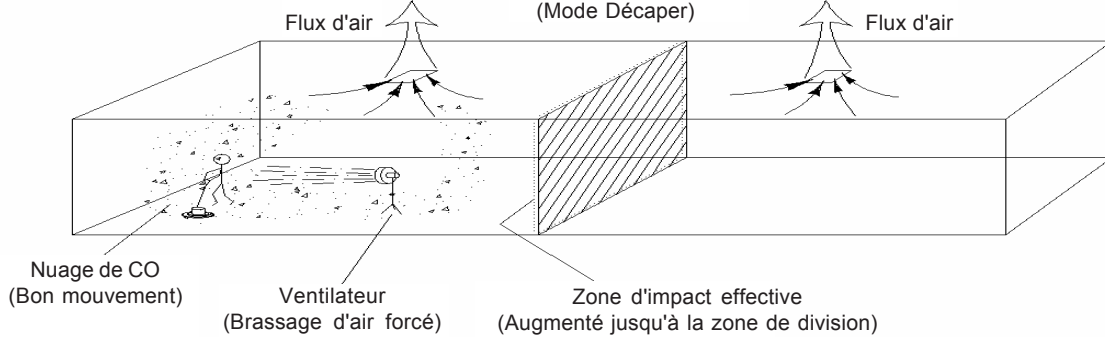 (Mode Décaper)
Flux d'air
Flux d'air
Nuage de CO
(Bon mouvement)
Ventilateur
(Brassage d'air forcé)
Zone d'impact effective
(Augmenté jusqu'à la zone de division)